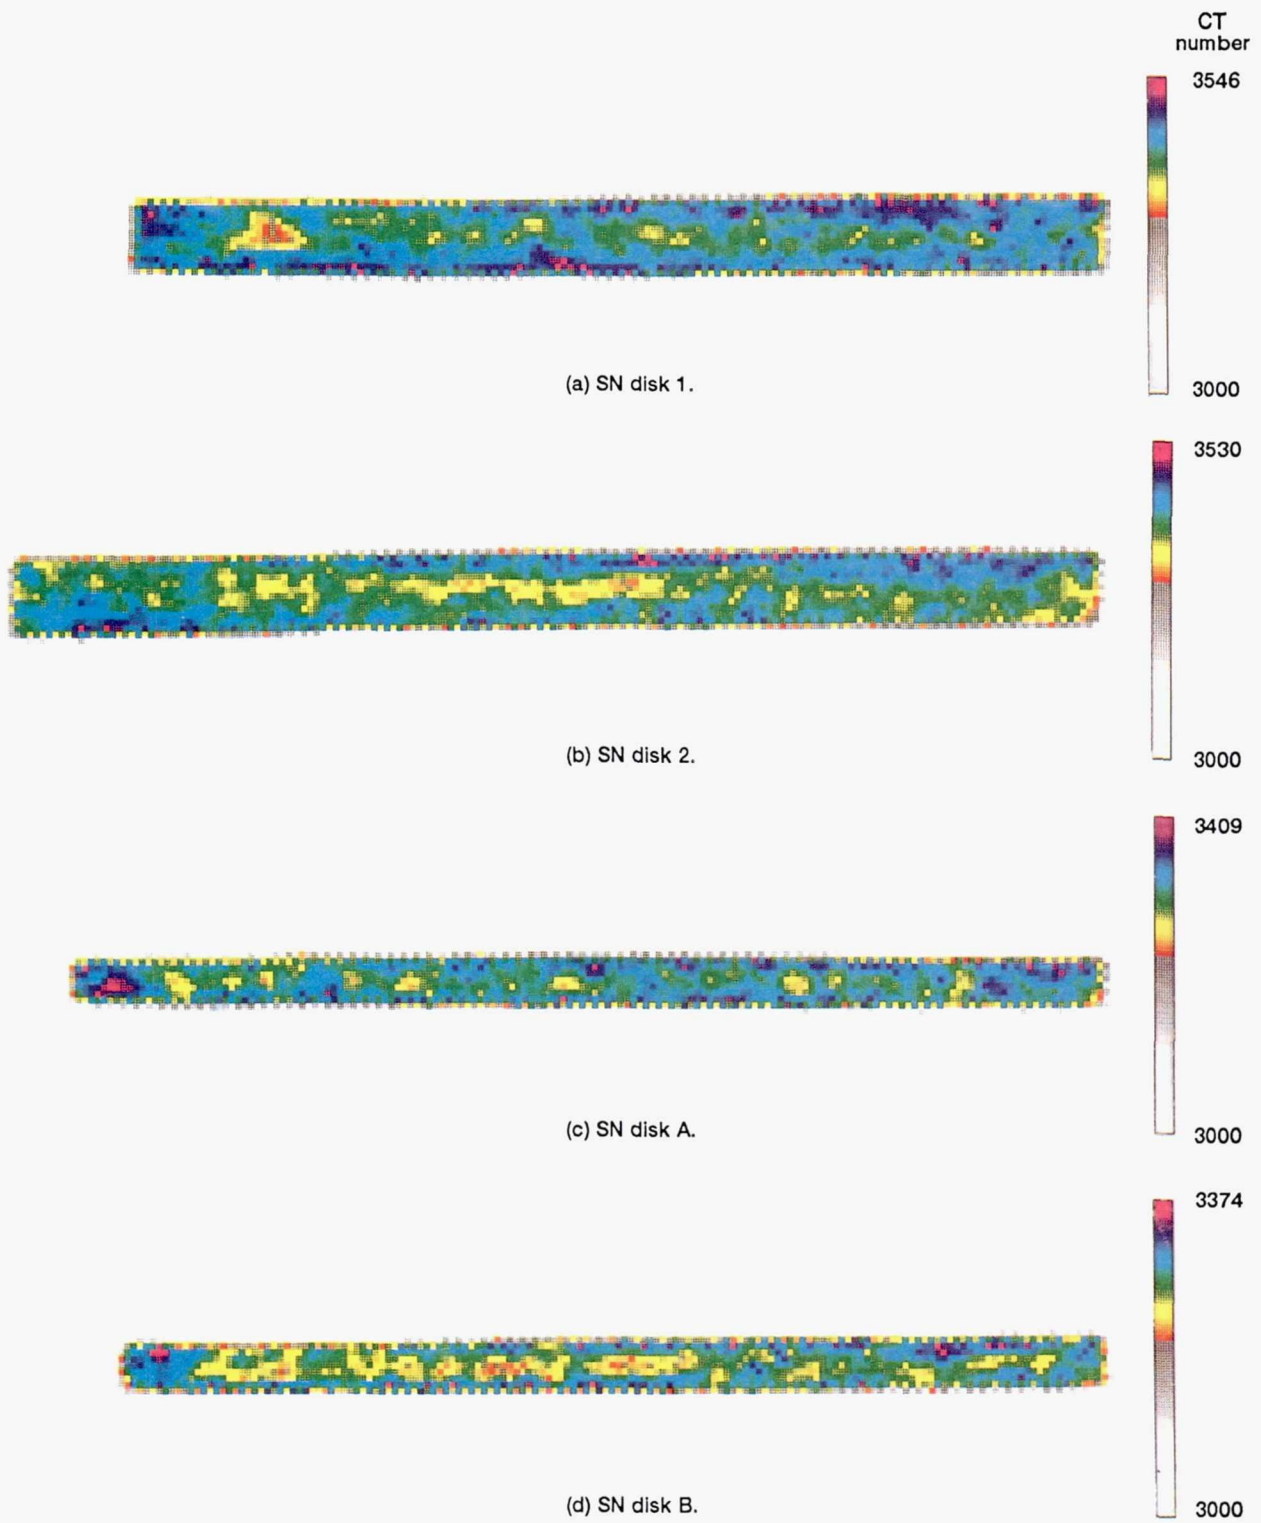 CT
number
3546
3000
(a) SN disk 1.
3530
3000
(b) SN disk 2.
3409
3000
(c) SN disk A.
3374
3000
(d) SN disk B.